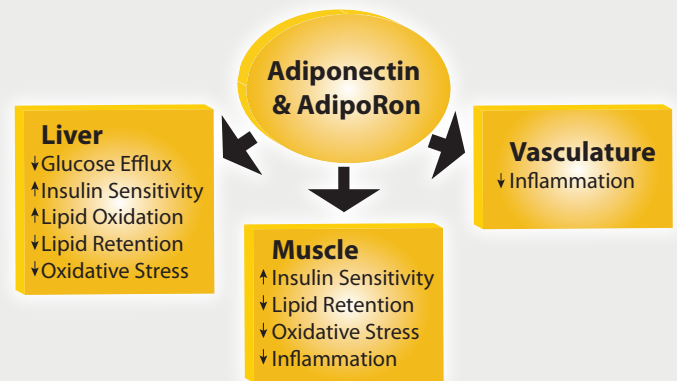 Adiponectin
& AdipoRon
Liver
↓Glucose Efflux
↑Insulin Sensitivity
↑Lipid Oxidation
↓Lipid Retention
↓Oxidative Stress
Muscle
↑ Insulin Sensitivity
↓ Lipid Retention
↓ Oxidative Stress
↓ Inflammation
Vasculature
↓ Inflammation